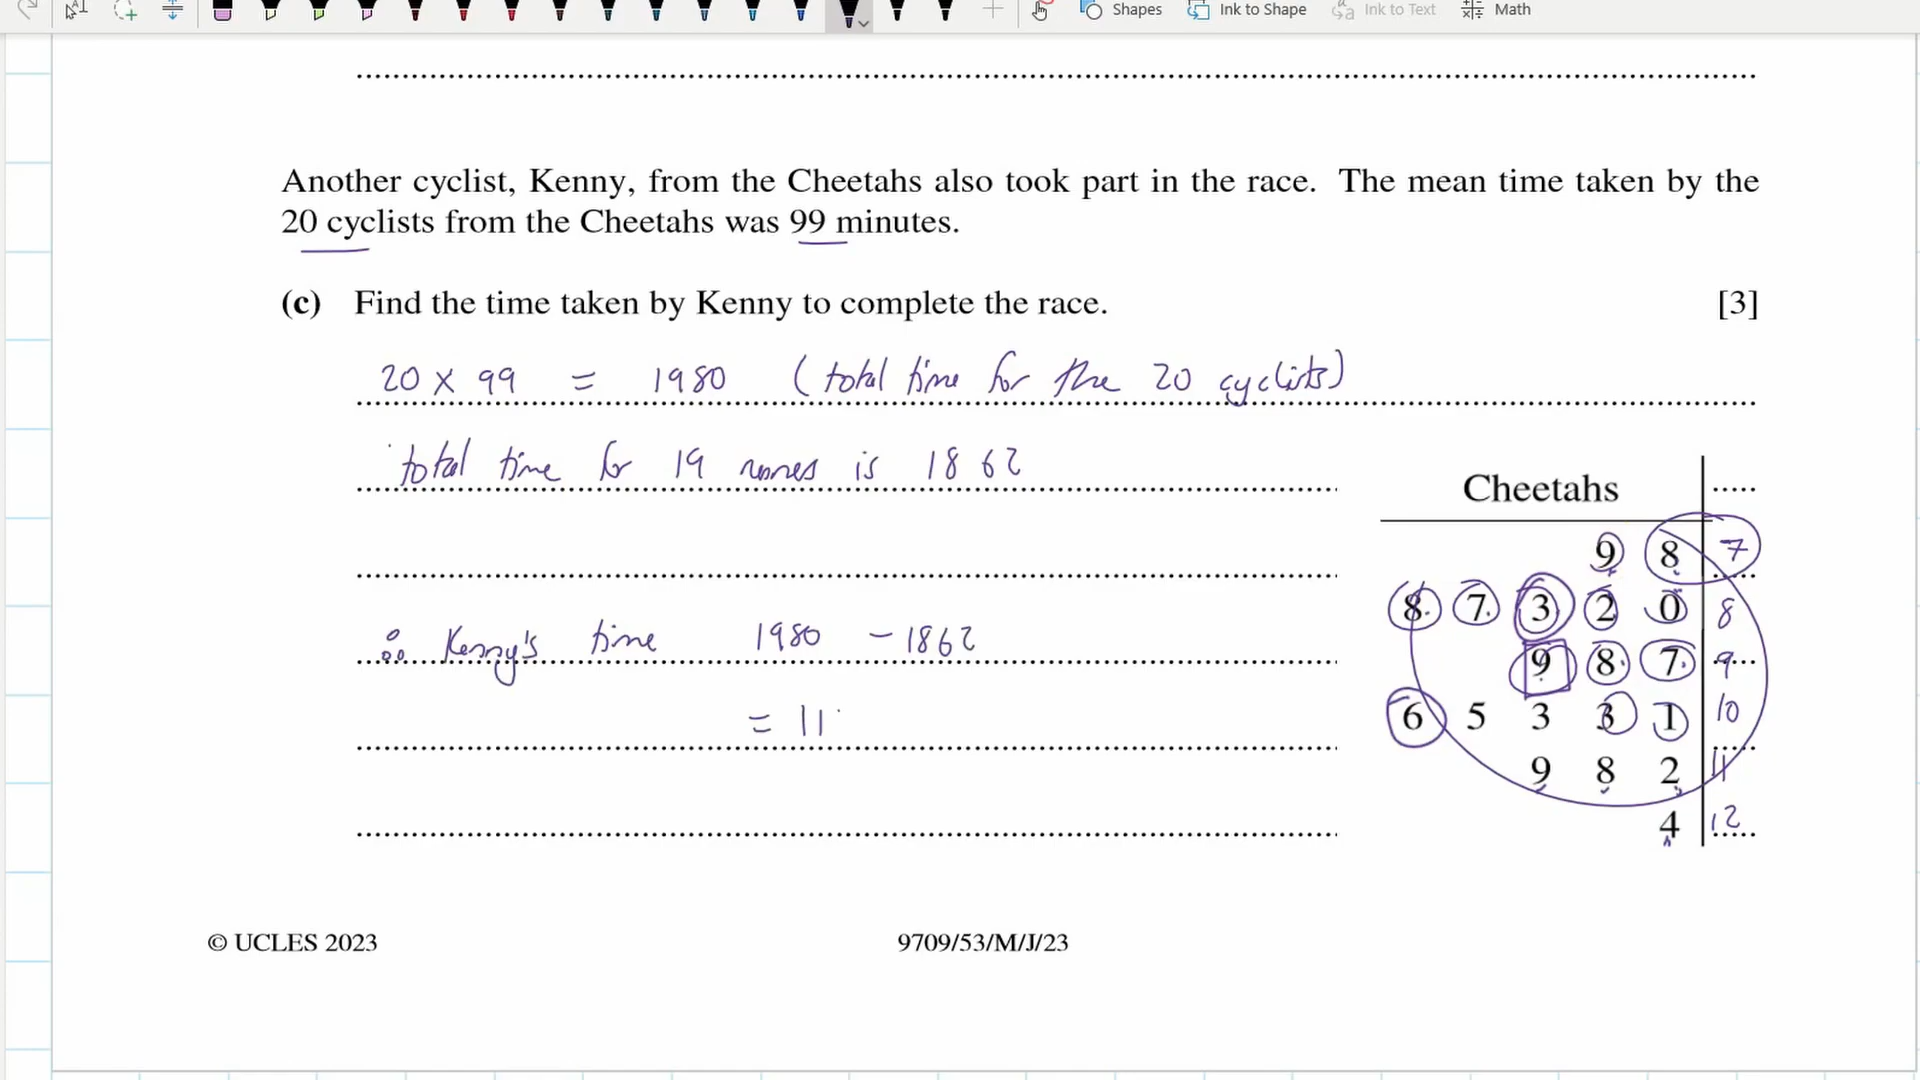 Shapes Ink to Shape Ink to Text Math
Another cyclist, Kenny, from the Cheetahs also took part in the race. The mean time taken by the
20 cyclists from the Cheetahs was 99 minutes.
(c) Find the time taken by Kenny to complete the race. [3]
20 × 99 = 1980 (total time for the 20 cyclists)
total time for 19 is 1862
Cheetahs
9 8 7
8 7 3 2 0 8
∴ Kenny's time 1980 - 1862
9 8 7 9
= 11
6 5 3 3 1 10
9 8 2 11
4 12
© UCLES 2023 9709/53/M/J/23